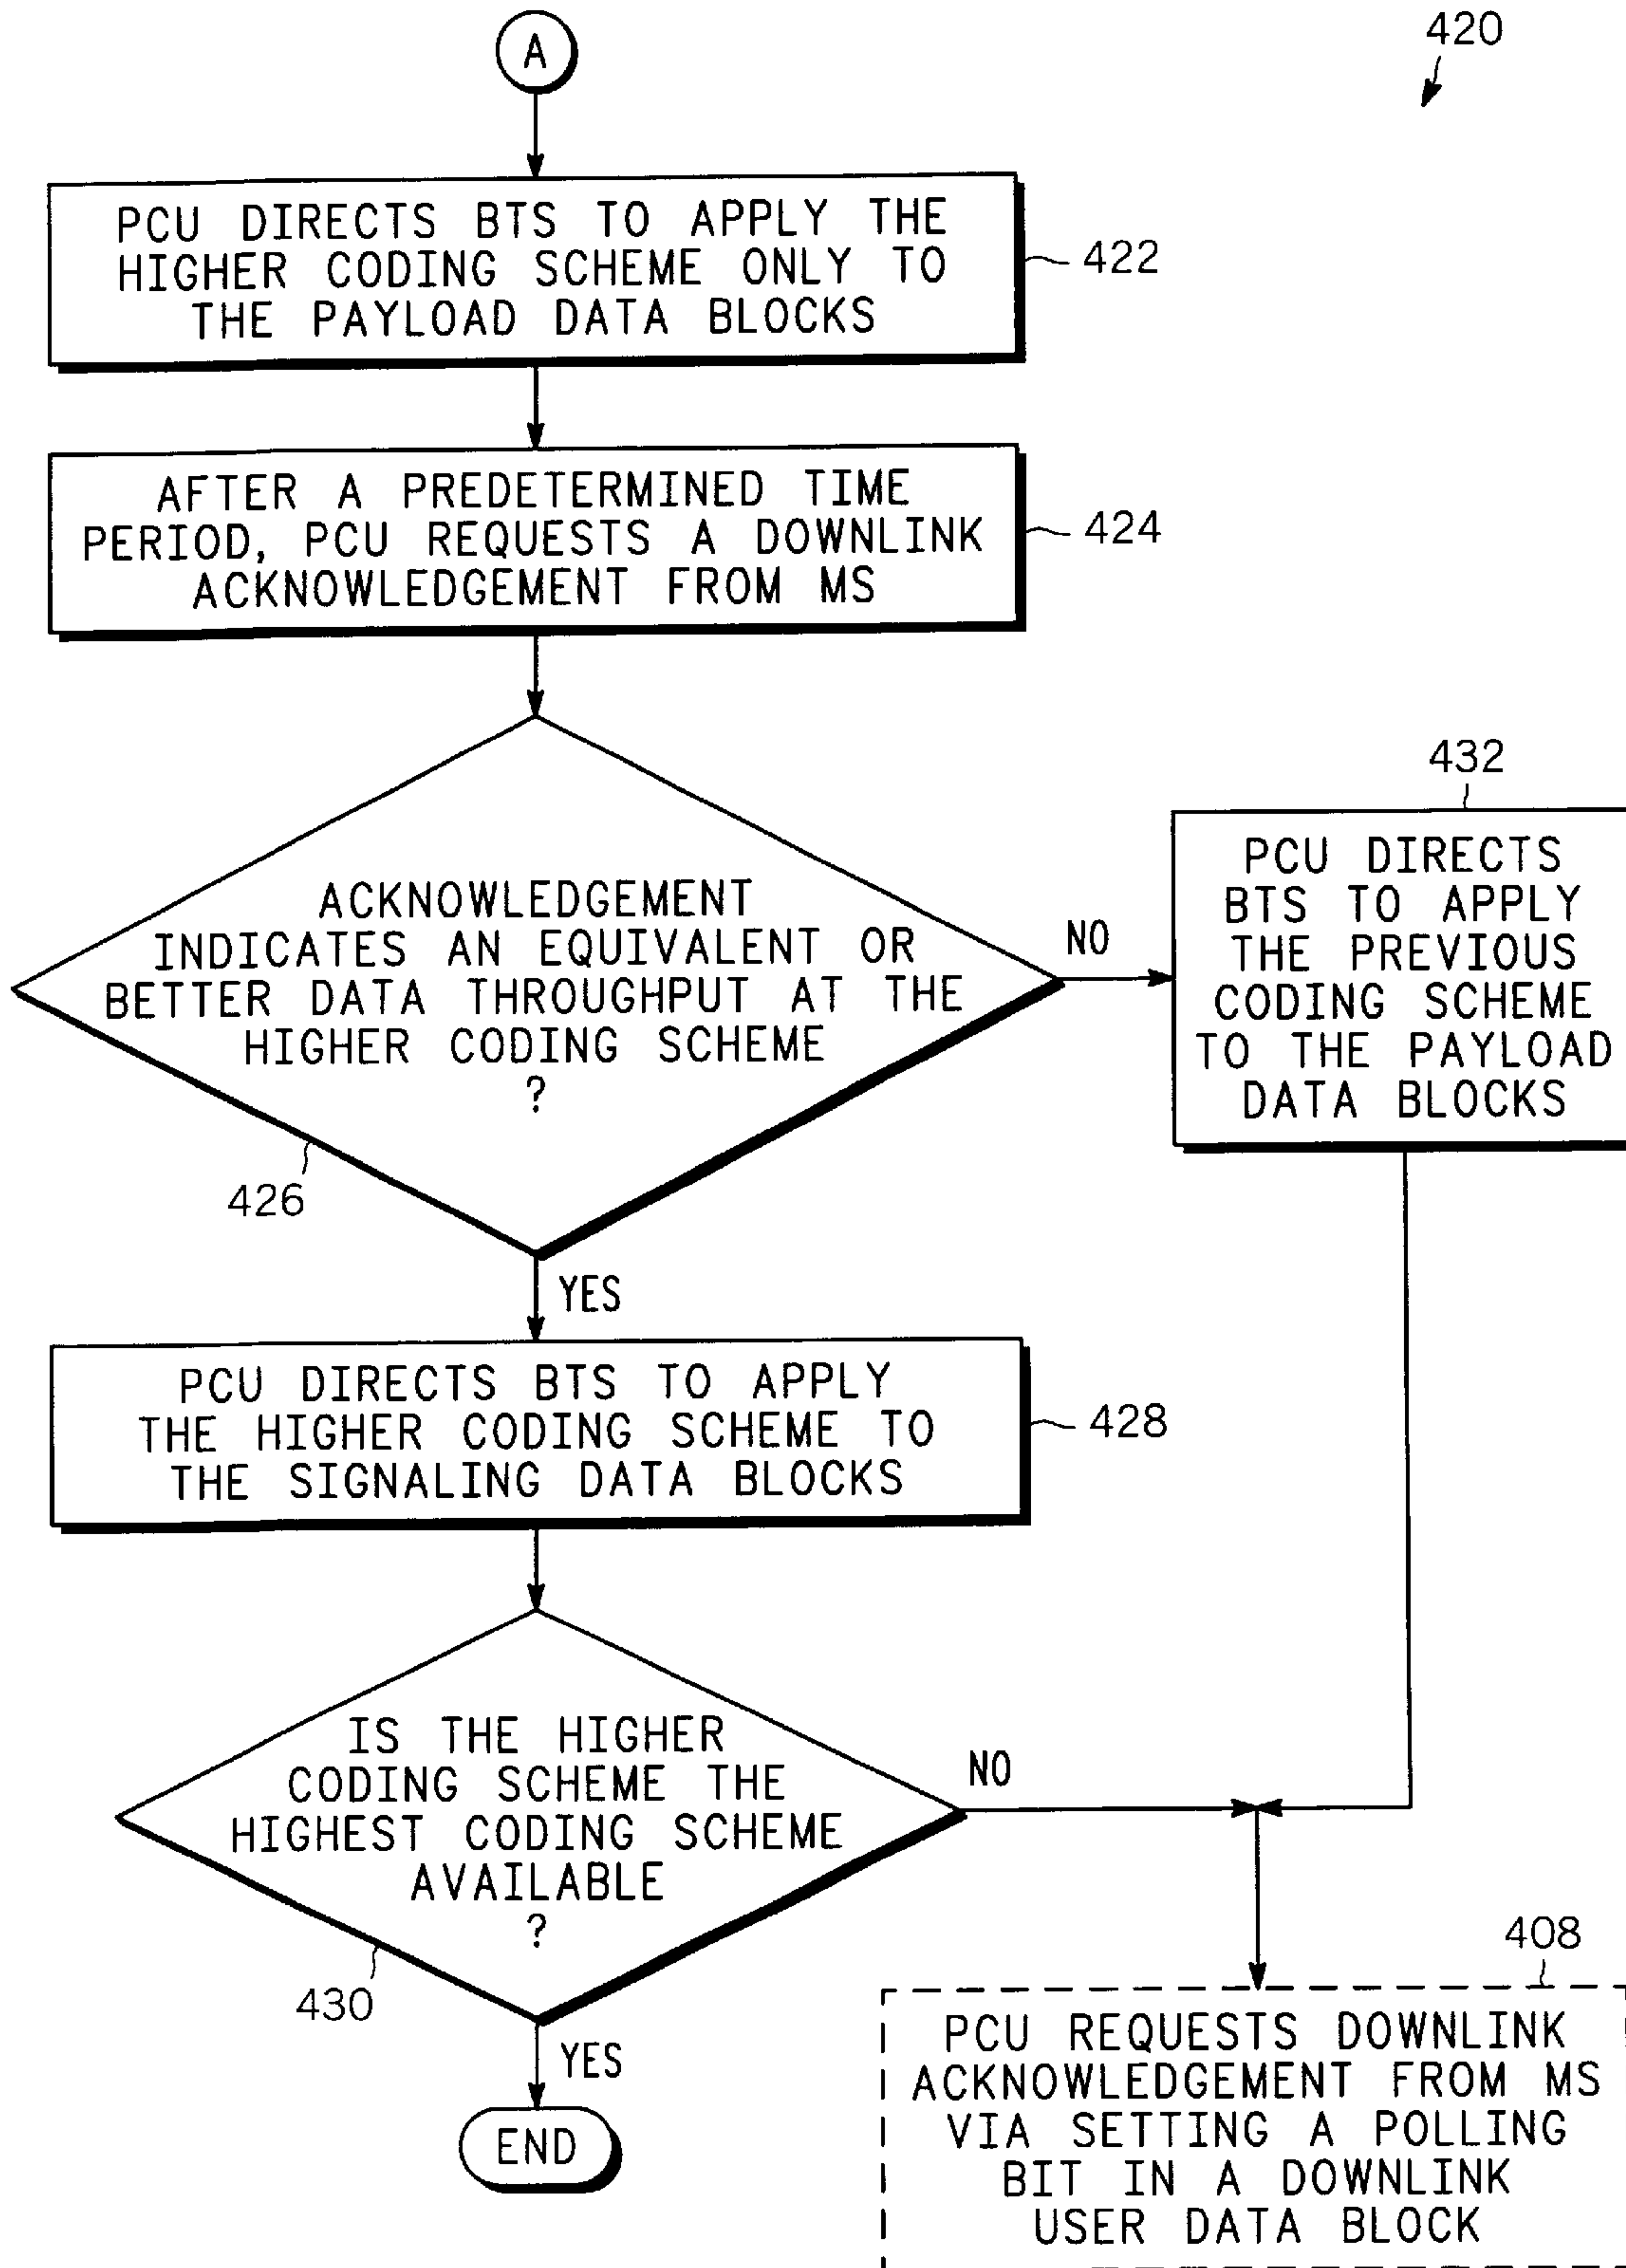 A
420
PCU DIRECTS BTS TO APPLY THE
HIGHER CODING SCHEME ONLY TO
THE PAYLOAD DATA BLOCKS
422
AFTER A PREDETERMINED TIME
PERIOD, PCU REQUESTS A DOWNLINK
ACKNOWLEDGEMENT FROM MS
424
ACKNOWLEDGEMENT
INDICATES AN EQUIVALENT OR
BETTER DATA THROUGHPUT AT THE
HIGHER CODING SCHEME
?
426
NO
432
PCU DIRECTS
BTS TO APPLY
THE PREVIOUS
CODING SCHEME
TO THE PAYLOAD
DATA BLOCKS
YES
PCU DIRECTS BTS TO APPLY
THE HIGHER CODING SCHEME TO
THE SIGNALING DATA BLOCKS
428
IS THE HIGHER
CODING SCHEME THE
HIGHEST CODING SCHEME
AVAILABLE
?
430
NO
YES
END
408
PCU REQUESTS DOWNLINK
ACKNOWLEDGEMENT FROM MS
VIA SETTING A POLLING
BIT IN A DOWNLINK
USER DATA BLOCK